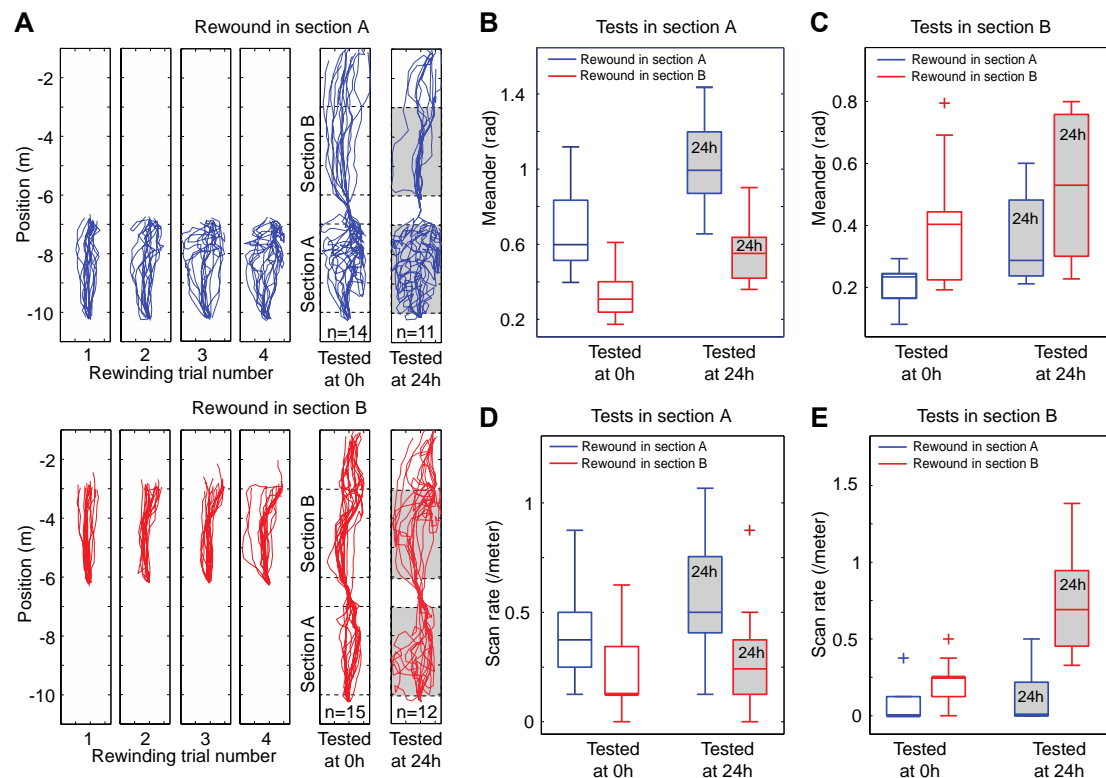 A
Rewound in section A
Position (m)
-2
-4
-6
-8
-10
Section B
Section A
n=14
n=11
1
2
3
4
Rewinding trial number
Tested
at 0h
Tested
at 24h
Rewound in section B
Position (m)
-2
-4
-6
-8
-10
Section B
Section A
n=15
n=12
1
2
3
4
Rewinding trial number
Tested
at 0h
Tested
at 24h
B
Tests in section A
Rewound in section A
Rewound in section B
Meander (rad)
1.4
1
0.6
0.2
24h
24h
Tested
at 0h
Tested
at 24h
C
Tests in section B
Rewound in section A
Rewound in section B
Meander (rad)
0.8
0.6
0.4
0.2
24h
24h
Tested
at 0h
Tested
at 24h
D
Tests in section A
Rewound in section A
Rewound in section B
Scan rate (/meter)
1
0.5
0
24h
24h
Tested
at 0h
Tested
at 24h
E
Tests in section B
Rewound in section A
Rewound in section B
Scan rate (/meter)
1.5
1
0.5
0
24h
24h
Tested
at 0h
Tested
at 24h